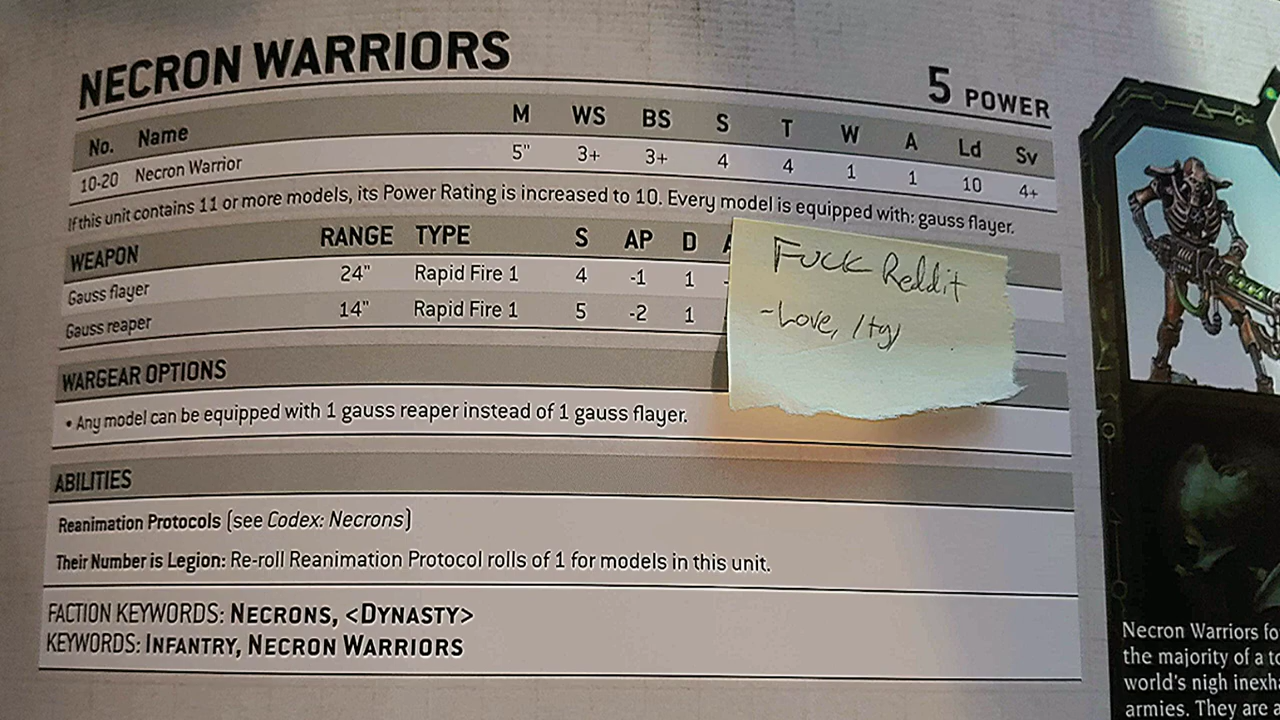 NECRON WARRIORS
5 POWER
No. Name M WS BS S T W A Ld Sv
10-20 Necron Warrior 5" 3+ 3+ 4 4 1 1 10 4+
If this unit contains 11 or more models, its Power Rating is increased to 10. Every model is equipped with: gauss flayer.
WEAPON RANGE TYPE S AP D
Gauss flayer 24" Rapid Fire 1 4 -1 1
Gauss reaper 14" Rapid Fire 1 5 -2 1
Fuck Reddit
-Love, /tg/
WARGEAR OPTIONS
• Any model can be equipped with 1 gauss reaper instead of 1 gauss flayer.
ABILITIES
Reanimation Protocols (see Codex: Necrons)
Their Number is Legion: Re-roll Reanimation Protocol rolls of 1 for models in this unit.
FACTION KEYWORDS: NECRONS, <DYNASTY>
KEYWORDS: INFANTRY, NECRON WARRIORS
Necron Warriors fo
the majority of a to
world's nigh inexha
armies. They are a